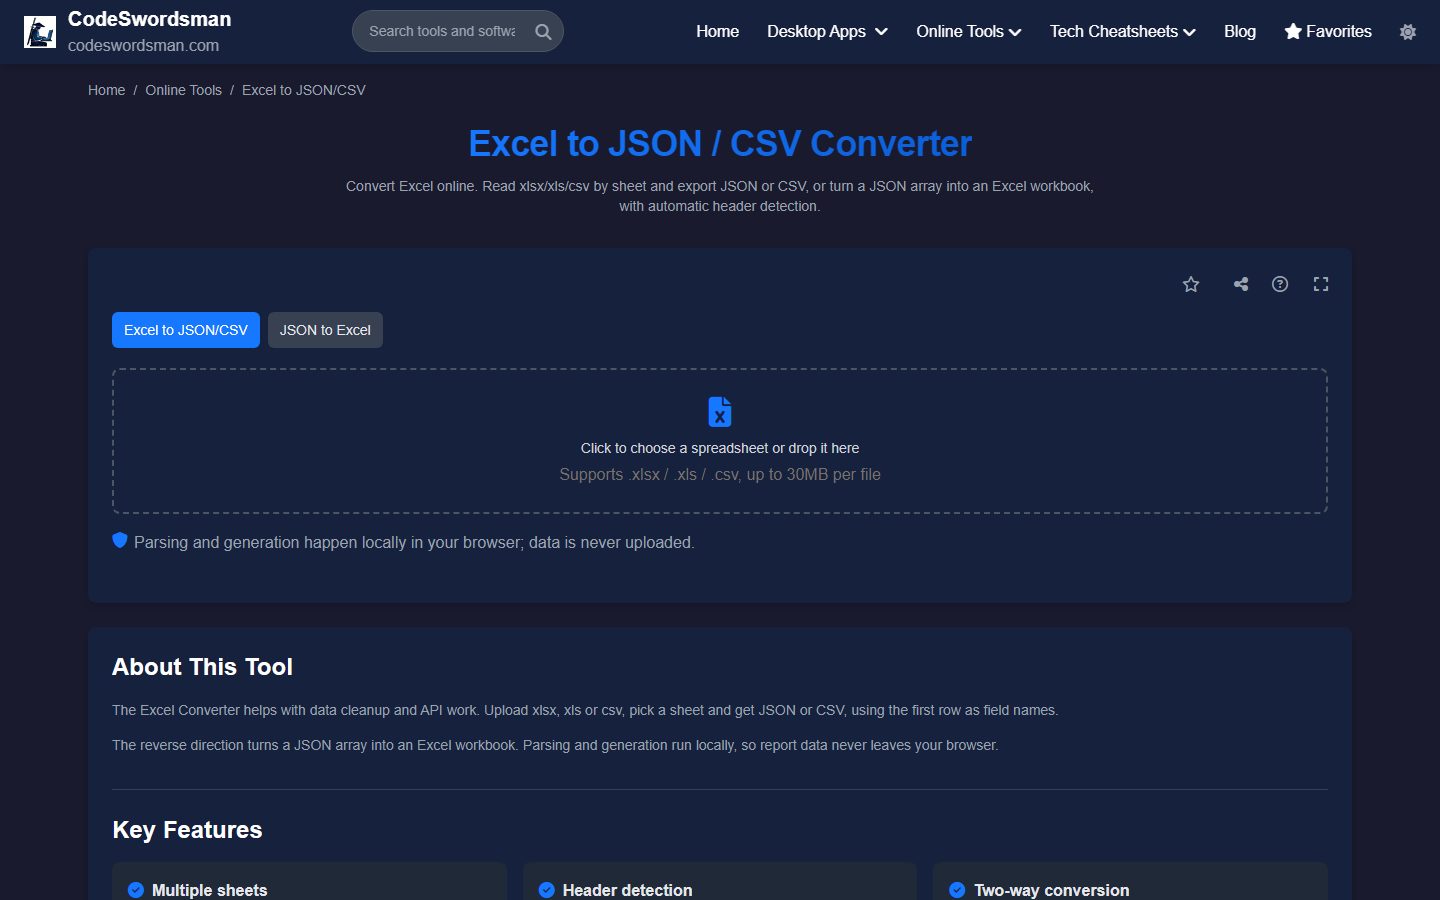 CodeSwordsman
codeswordsman.com
Search tools and softwa
Home
Desktop Apps
Online Tools
Tech Cheatsheets
Blog
Favorites
Home / Online Tools / Excel to JSON/CSV
Excel to JSON / CSV Converter
Convert Excel online. Read xlsx/xls/csv by sheet and export JSON or CSV, or turn a JSON array into an Excel workbook,
with automatic header detection.
Excel to JSON/CSV
JSON to Excel
Click to choose a spreadsheet or drop it here
Supports .xlsx / .xls / .csv, up to 30MB per file
Parsing and generation happen locally in your browser; data is never uploaded.
About This Tool
The Excel Converter helps with data cleanup and API work. Upload xlsx, xls or csv, pick a sheet and get JSON or CSV, using the first row as field names.
The reverse direction turns a JSON array into an Excel workbook. Parsing and generation run locally, so report data never leaves your browser.
Key Features
Multiple sheets
Header detection
Two-way conversion